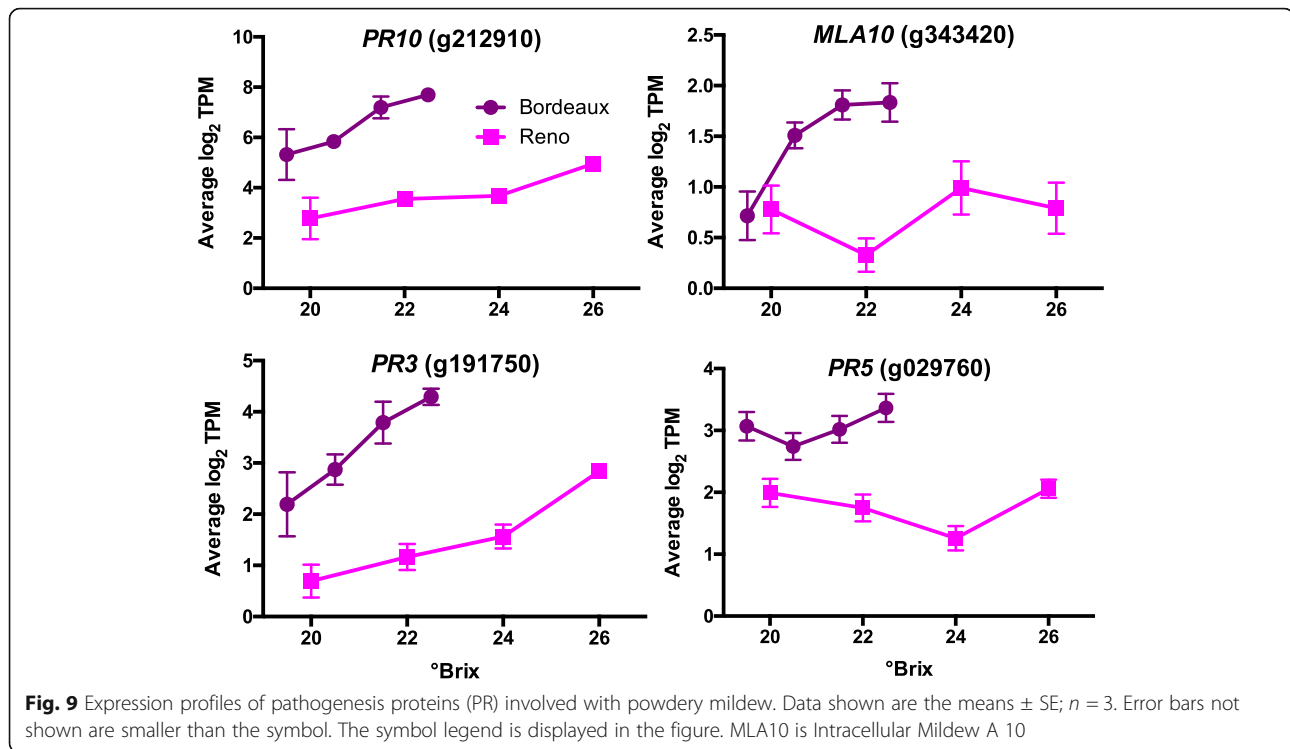 PR10 (g212910)
10
8
6
4
2
0
Average log2 TPM
20 22 24 26
Bordeaux
Reno
MLA10 (g343420)
2.5
2.0
1.5
1.0
0.5
0.0
Average log2 TPM
20 22 24 26
PR3 (g191750)
5
4
3
2
1
0
Average log2 TPM
20 22 24 26
°Brix
PR5 (g029760)
4
3
2
1
0
Average log2 TPM
20 22 24 26
°Brix
Fig. 9 Expression profiles of pathogenesis proteins (PR) involved with powdery mildew. Data shown are the means ± SE; n = 3. Error bars not
shown are smaller than the symbol. The symbol legend is displayed in the figure. MLA10 is Intracellular Mildew A 10